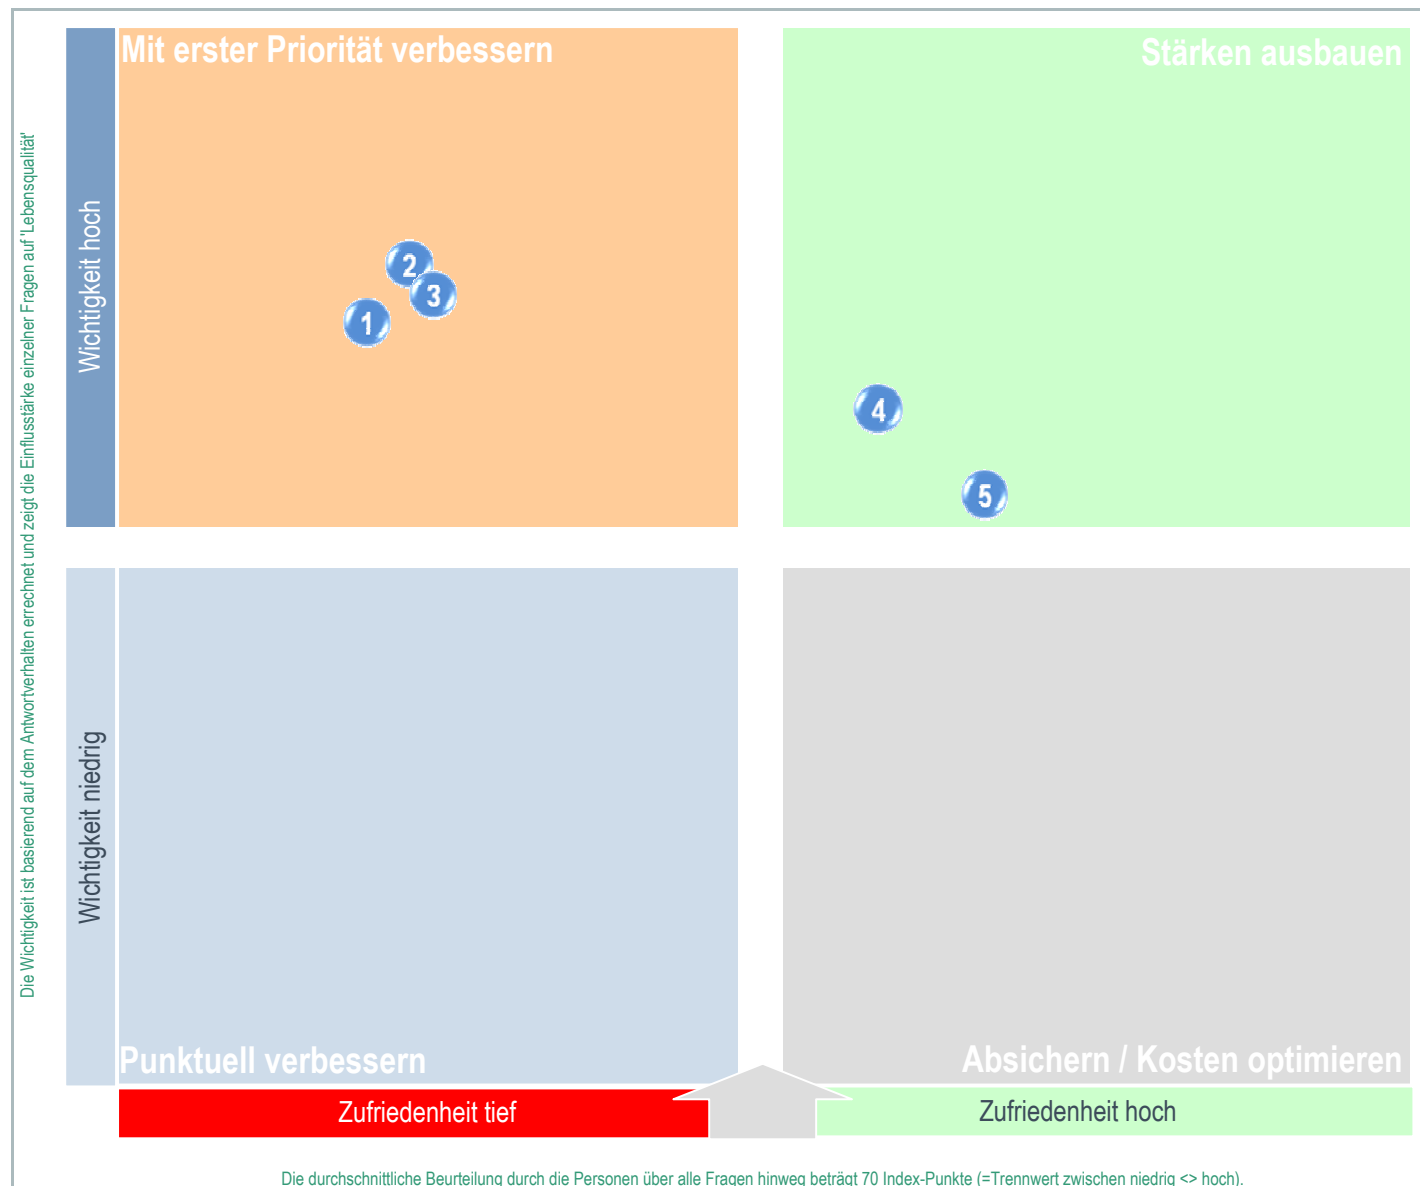 Mit erster Priorität verbessern
Stärken ausbauen
Die Wichtigkeit ist basierend auf dem Antwortverhalten errechnet und zeigt die Einflusstärke einzelner Fragen auf 'Lebensqualität'
Wichtigkeit hoch
2
3
1
4
5
Wichtigkeit niedrig
Punktuell verbessern
Absichern / Kosten optimieren
Zufriedenheit tief
Zufriedenheit hoch
Die durchschnittliche Beurteilung durch die Personen über alle Fragen hinweg beträgt 70 Index-Punkte (=Trennwert zwischen niedrig <> hoch).